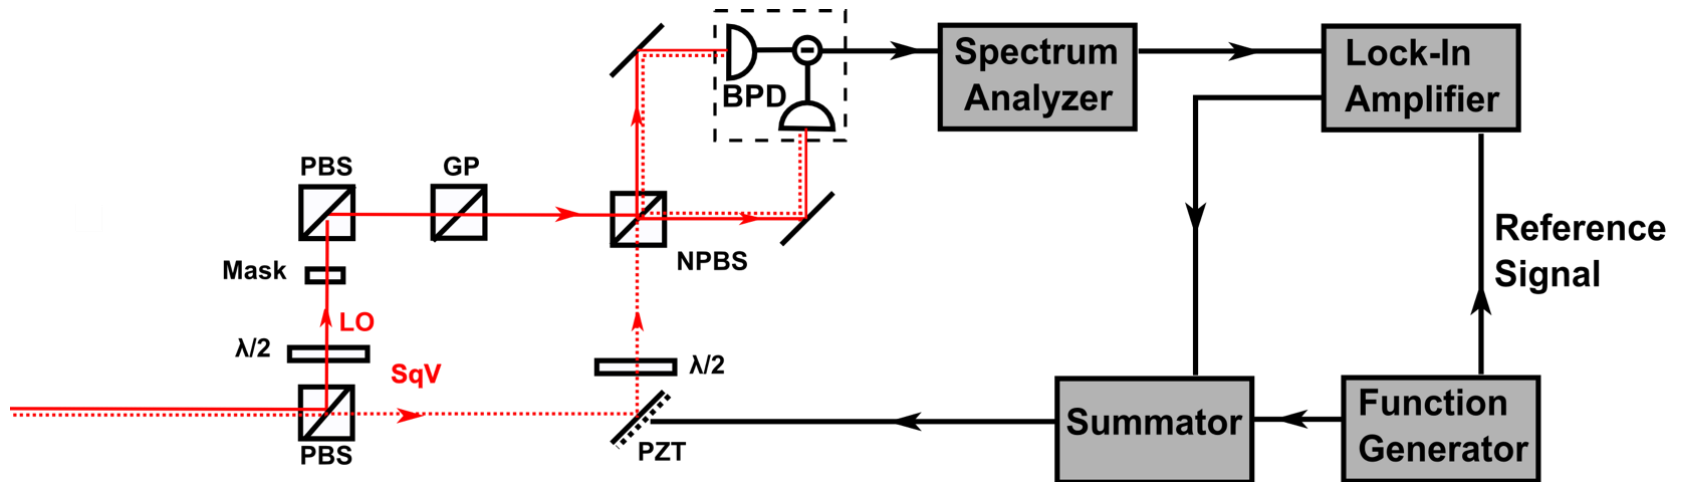 Spectrum
Analyzer
Lock-In
Amplifier
BPD
PBS
GP
NPBS
Mask
LO
λ/2
SqV
λ/2
PBS
PZT
Reference
Signal
Summator
Function
Generator